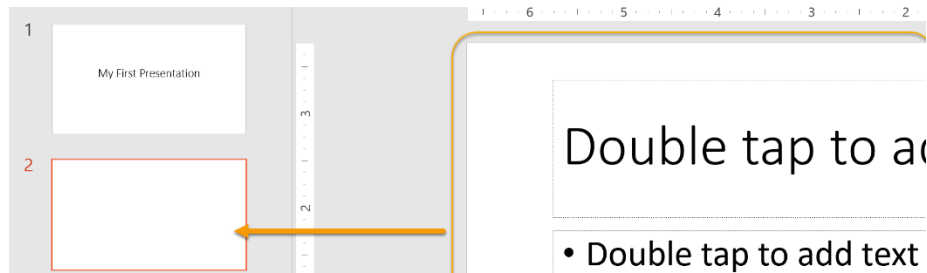 6 5 4 3 2
1
My First Presentation
3
Double tap to a
2
2
• Double tap to add text